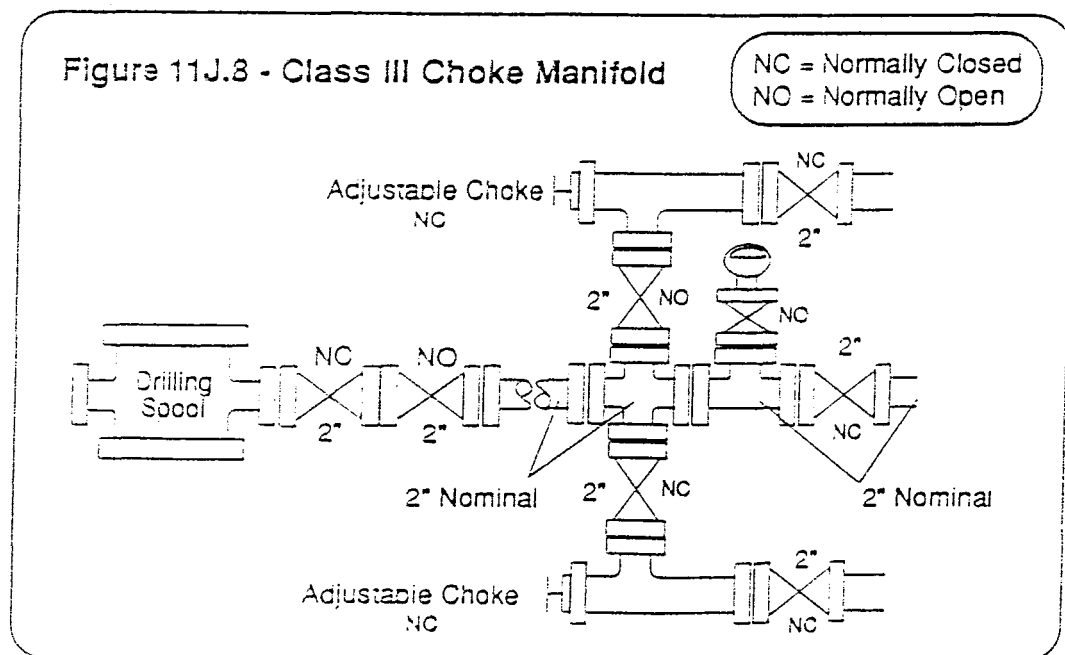 Figure 11J.8 - Class III Choke Manifold
NC = Normally Closed
NO = Normally Open
NC
Adjustable Choke
NC
2"
2"
NO
NC
NO
NO
2"
Drilling
Spool
2"
2"
NC
2" Nominal
2"
NC
2" Nominal
2"
Adjustable Choke
NC
NC